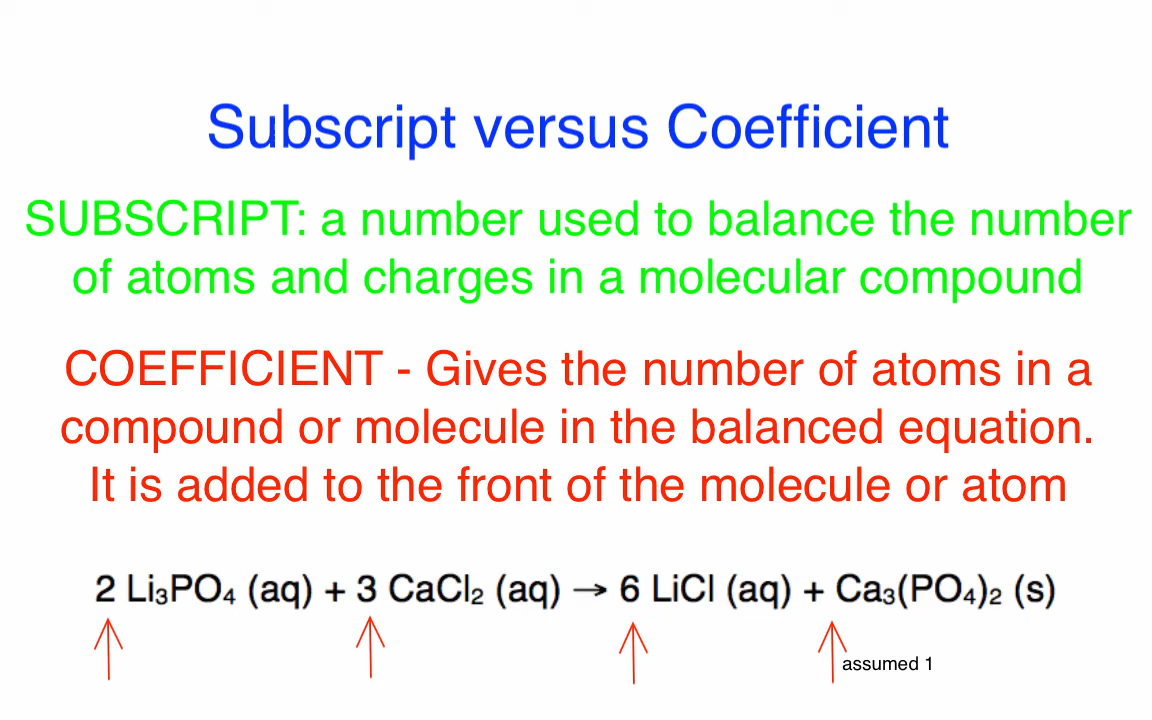 Subscript versus Coefficient
SUBSCRIPT: a number used to balance the number
of atoms and charges in a molecular compound
COEFFICIENT - Gives the number of atoms in a
compound or molecule in the balanced equation.
It is added to the front of the molecule or atom
2 Li₃PO₄ (aq) + 3 CaCl₂ (aq) → 6 LiCl (aq) + Ca₃(PO₄)₂ (s)
assumed 1